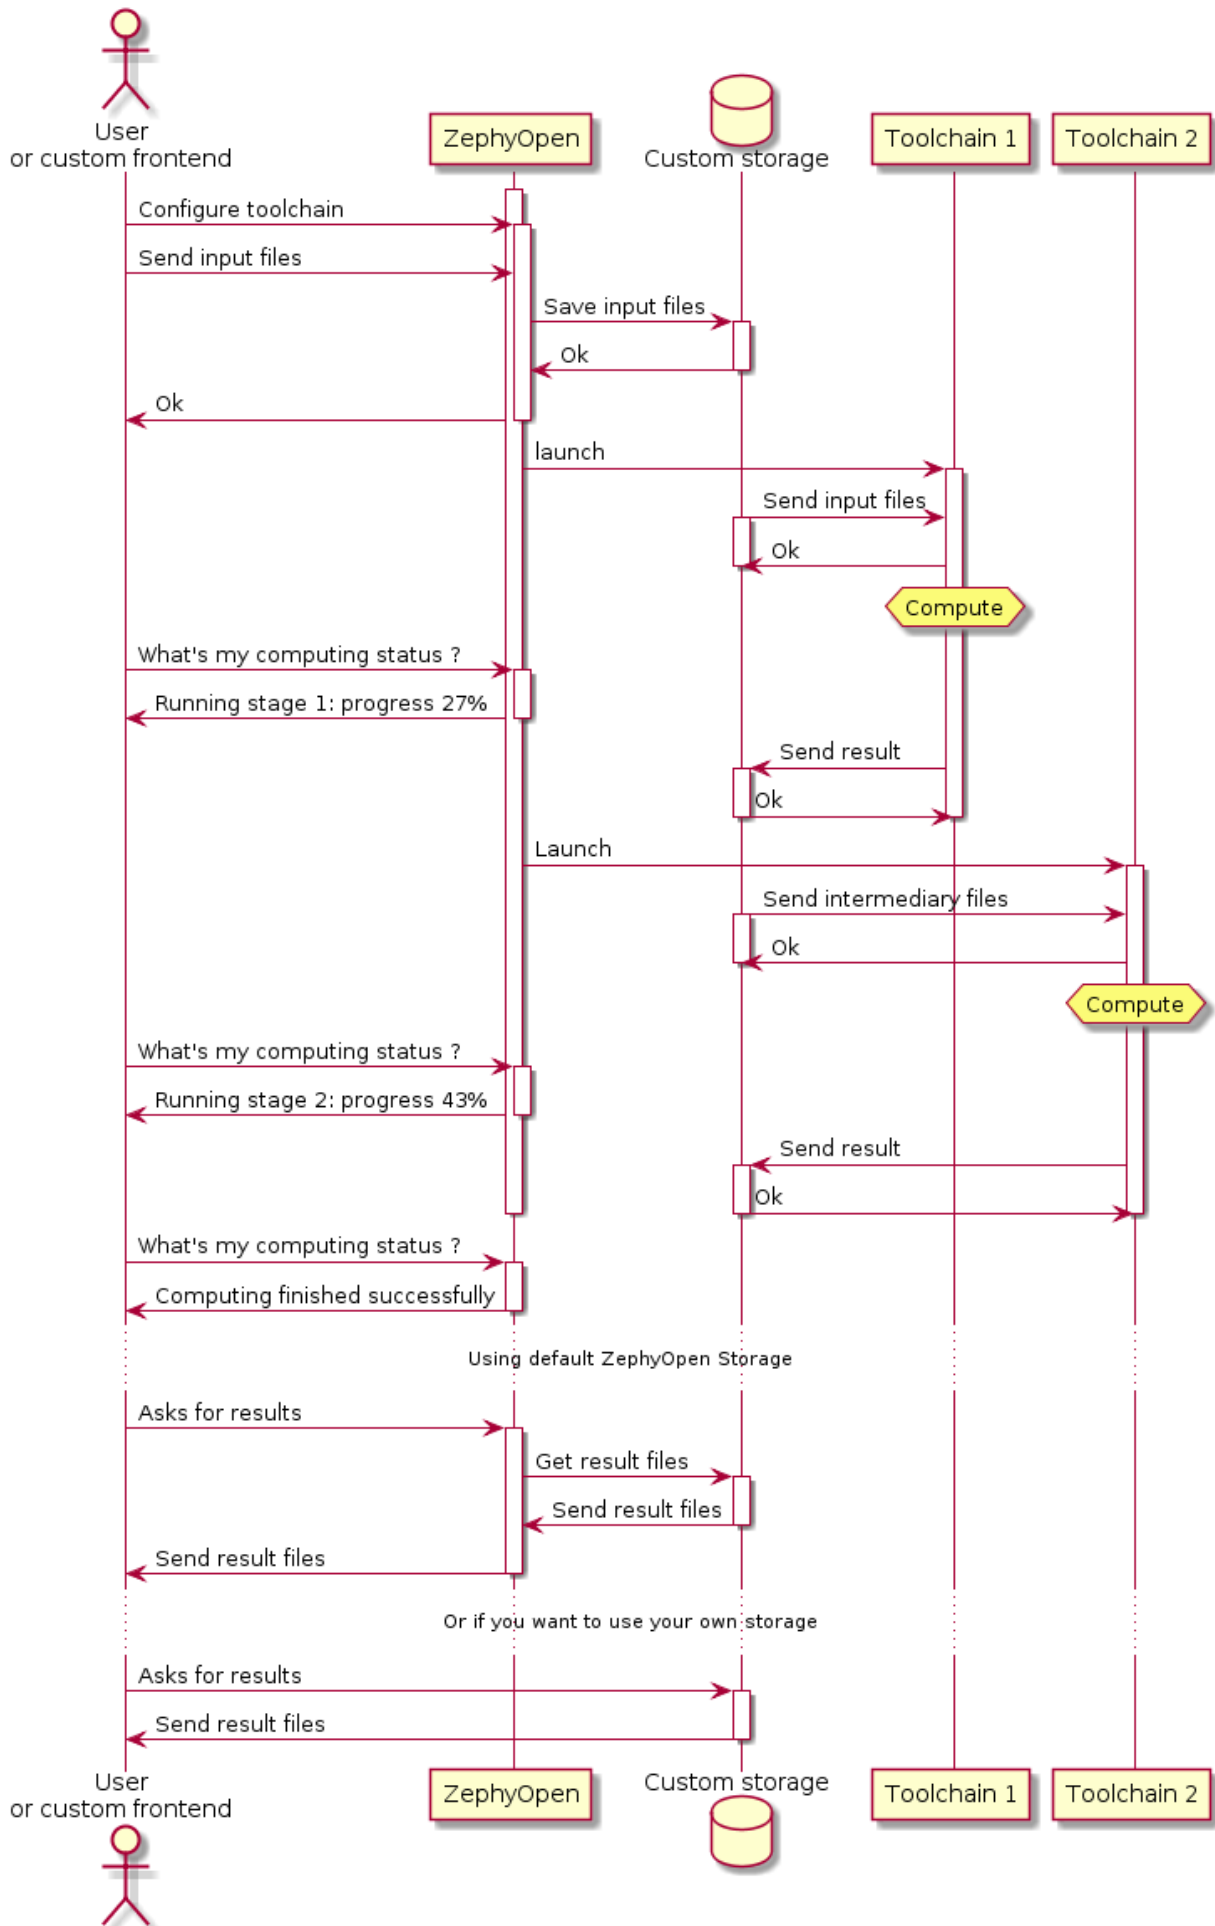 User
or custom frontend
ZephyOpen
Custom storage
Toolchain 1
Toolchain 2
Configure toolchain
Send input files
Save input files
Ok
Ok
launch
Send input files
Ok
Compute
What's my computing status ?
Running stage 1: progress 27%
Send result
Ok
Launch
Send intermediary files
Ok
Compute
What's my computing status ?
Running stage 2: progress 43%
Send result
Ok
What's my computing status ?
Computing finished successfully
Using default ZephyOpen Storage
Asks for results
Get result files
Send result files
Send result files
Or if you want to use your own storage
Asks for results
Send result files
User
or custom frontend
ZephyOpen
Custom storage
Toolchain 1
Toolchain 2